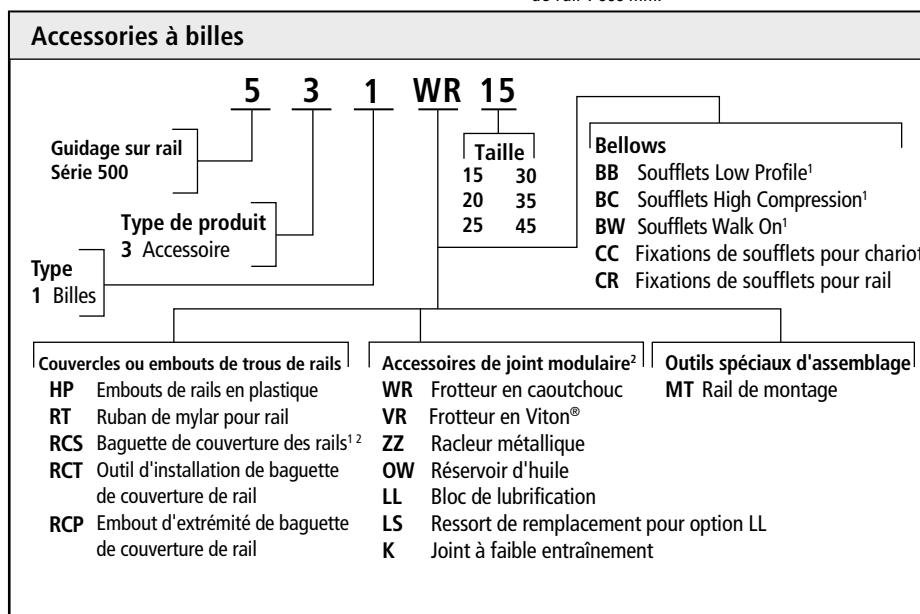 Accessories à billes
5 3 1 WR 15
Guidage sur rail
Série 500
Type de produit
3 Accessoire
Type
1 Billes
Taille
15 30
20 35
25 45
Bellows
BB Soufflets Low Profile¹
BC Soufflets High Compression¹
BW Soufflets Walk On¹
CC Fixations de soufflets pour chariot
CR Fixations de soufflets pour rail
Couvercles ou embouts de trous de rails
HP Embouts de rails en plastique
RT Ruban de mylar pour rail
RCS Baguette de couverture des rails¹ ²
RCT Outil d'installation de baguette
de couverture de rail
RCP Embout d'extrémité de baguette
de couverture de rail
Accessoires de joint modulaire²
WR Frotteur en caoutchouc
VR Frotteur en Viton®
ZZ Racleur métallique
OW Réservoir d'huile
LL Bloc de lubrification
LS Ressort de remplacement pour option LL
K Joint à faible entraînement
Outils spéciaux d'assemblage
MT Rail de montage